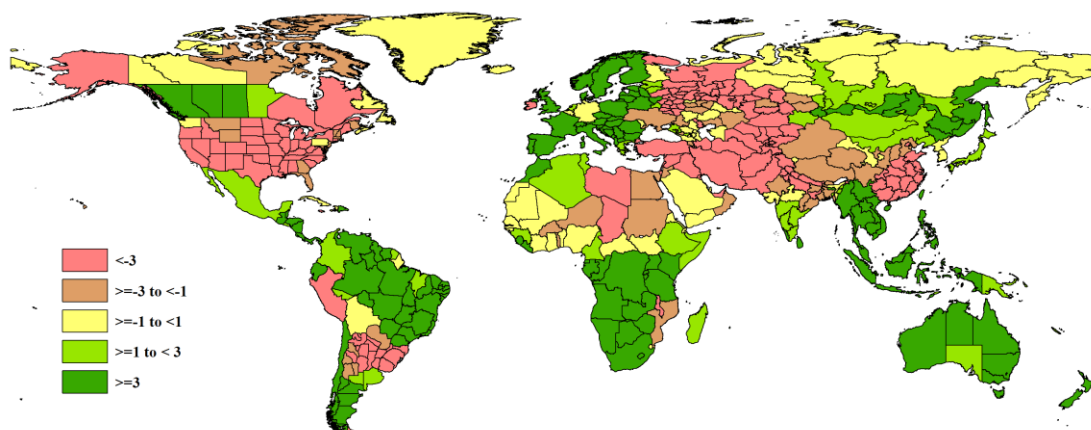 <-3
>=-3 to <-1
>=-1 to <1
>=1 to < 3
>=3